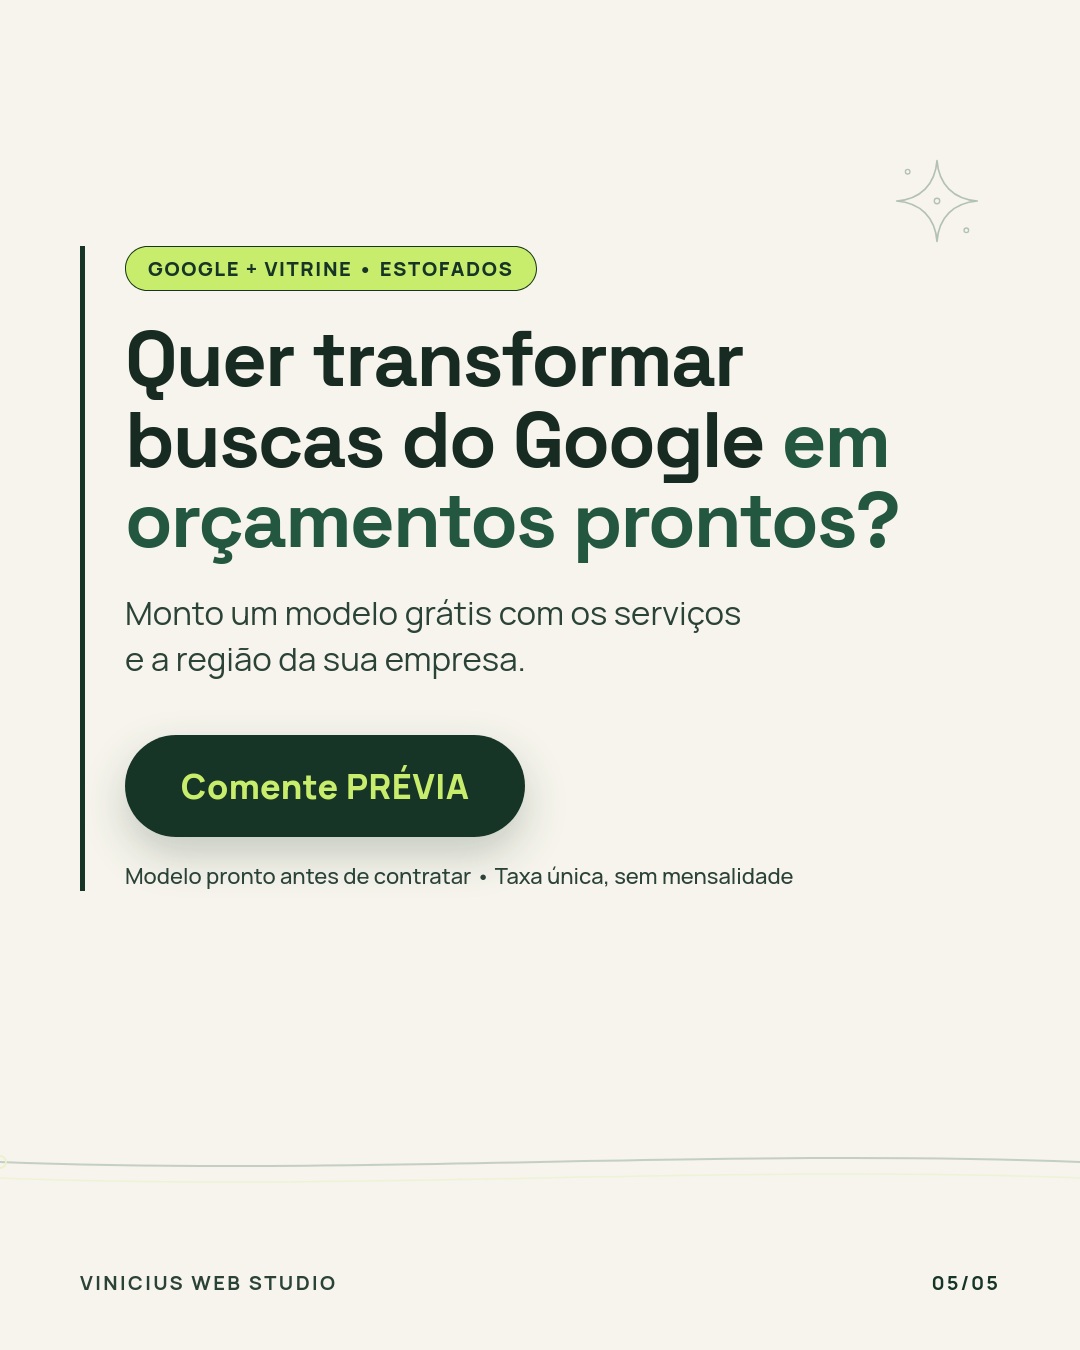 GOOGLE + VITRINE • ESTOFADOS
Quer transformar
buscas do Google em
orçamentos prontos?
Monto um modelo grátis com os serviços
e a região da sua empresa.
Comente PRÉVIA
Modelo pronto antes de contratar • Taxa única, sem mensalidade
VINICIUS WEB STUDIO
05/05